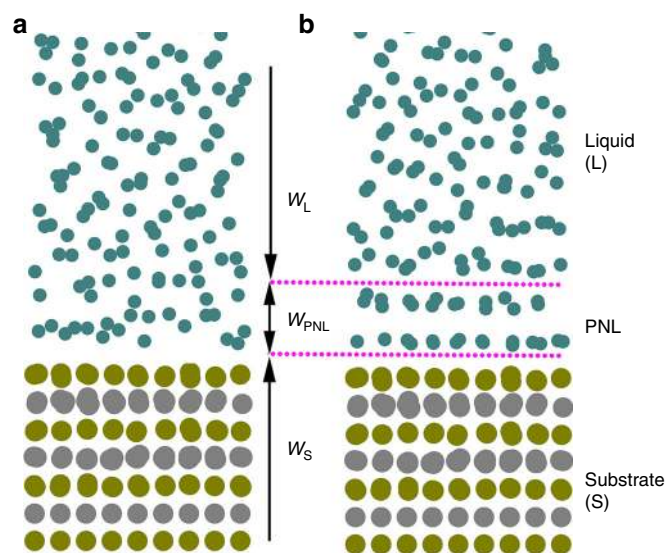 a
b
Liquid
(L)
W_L
W_PNL
PNL
W_S
Substrate
(S)